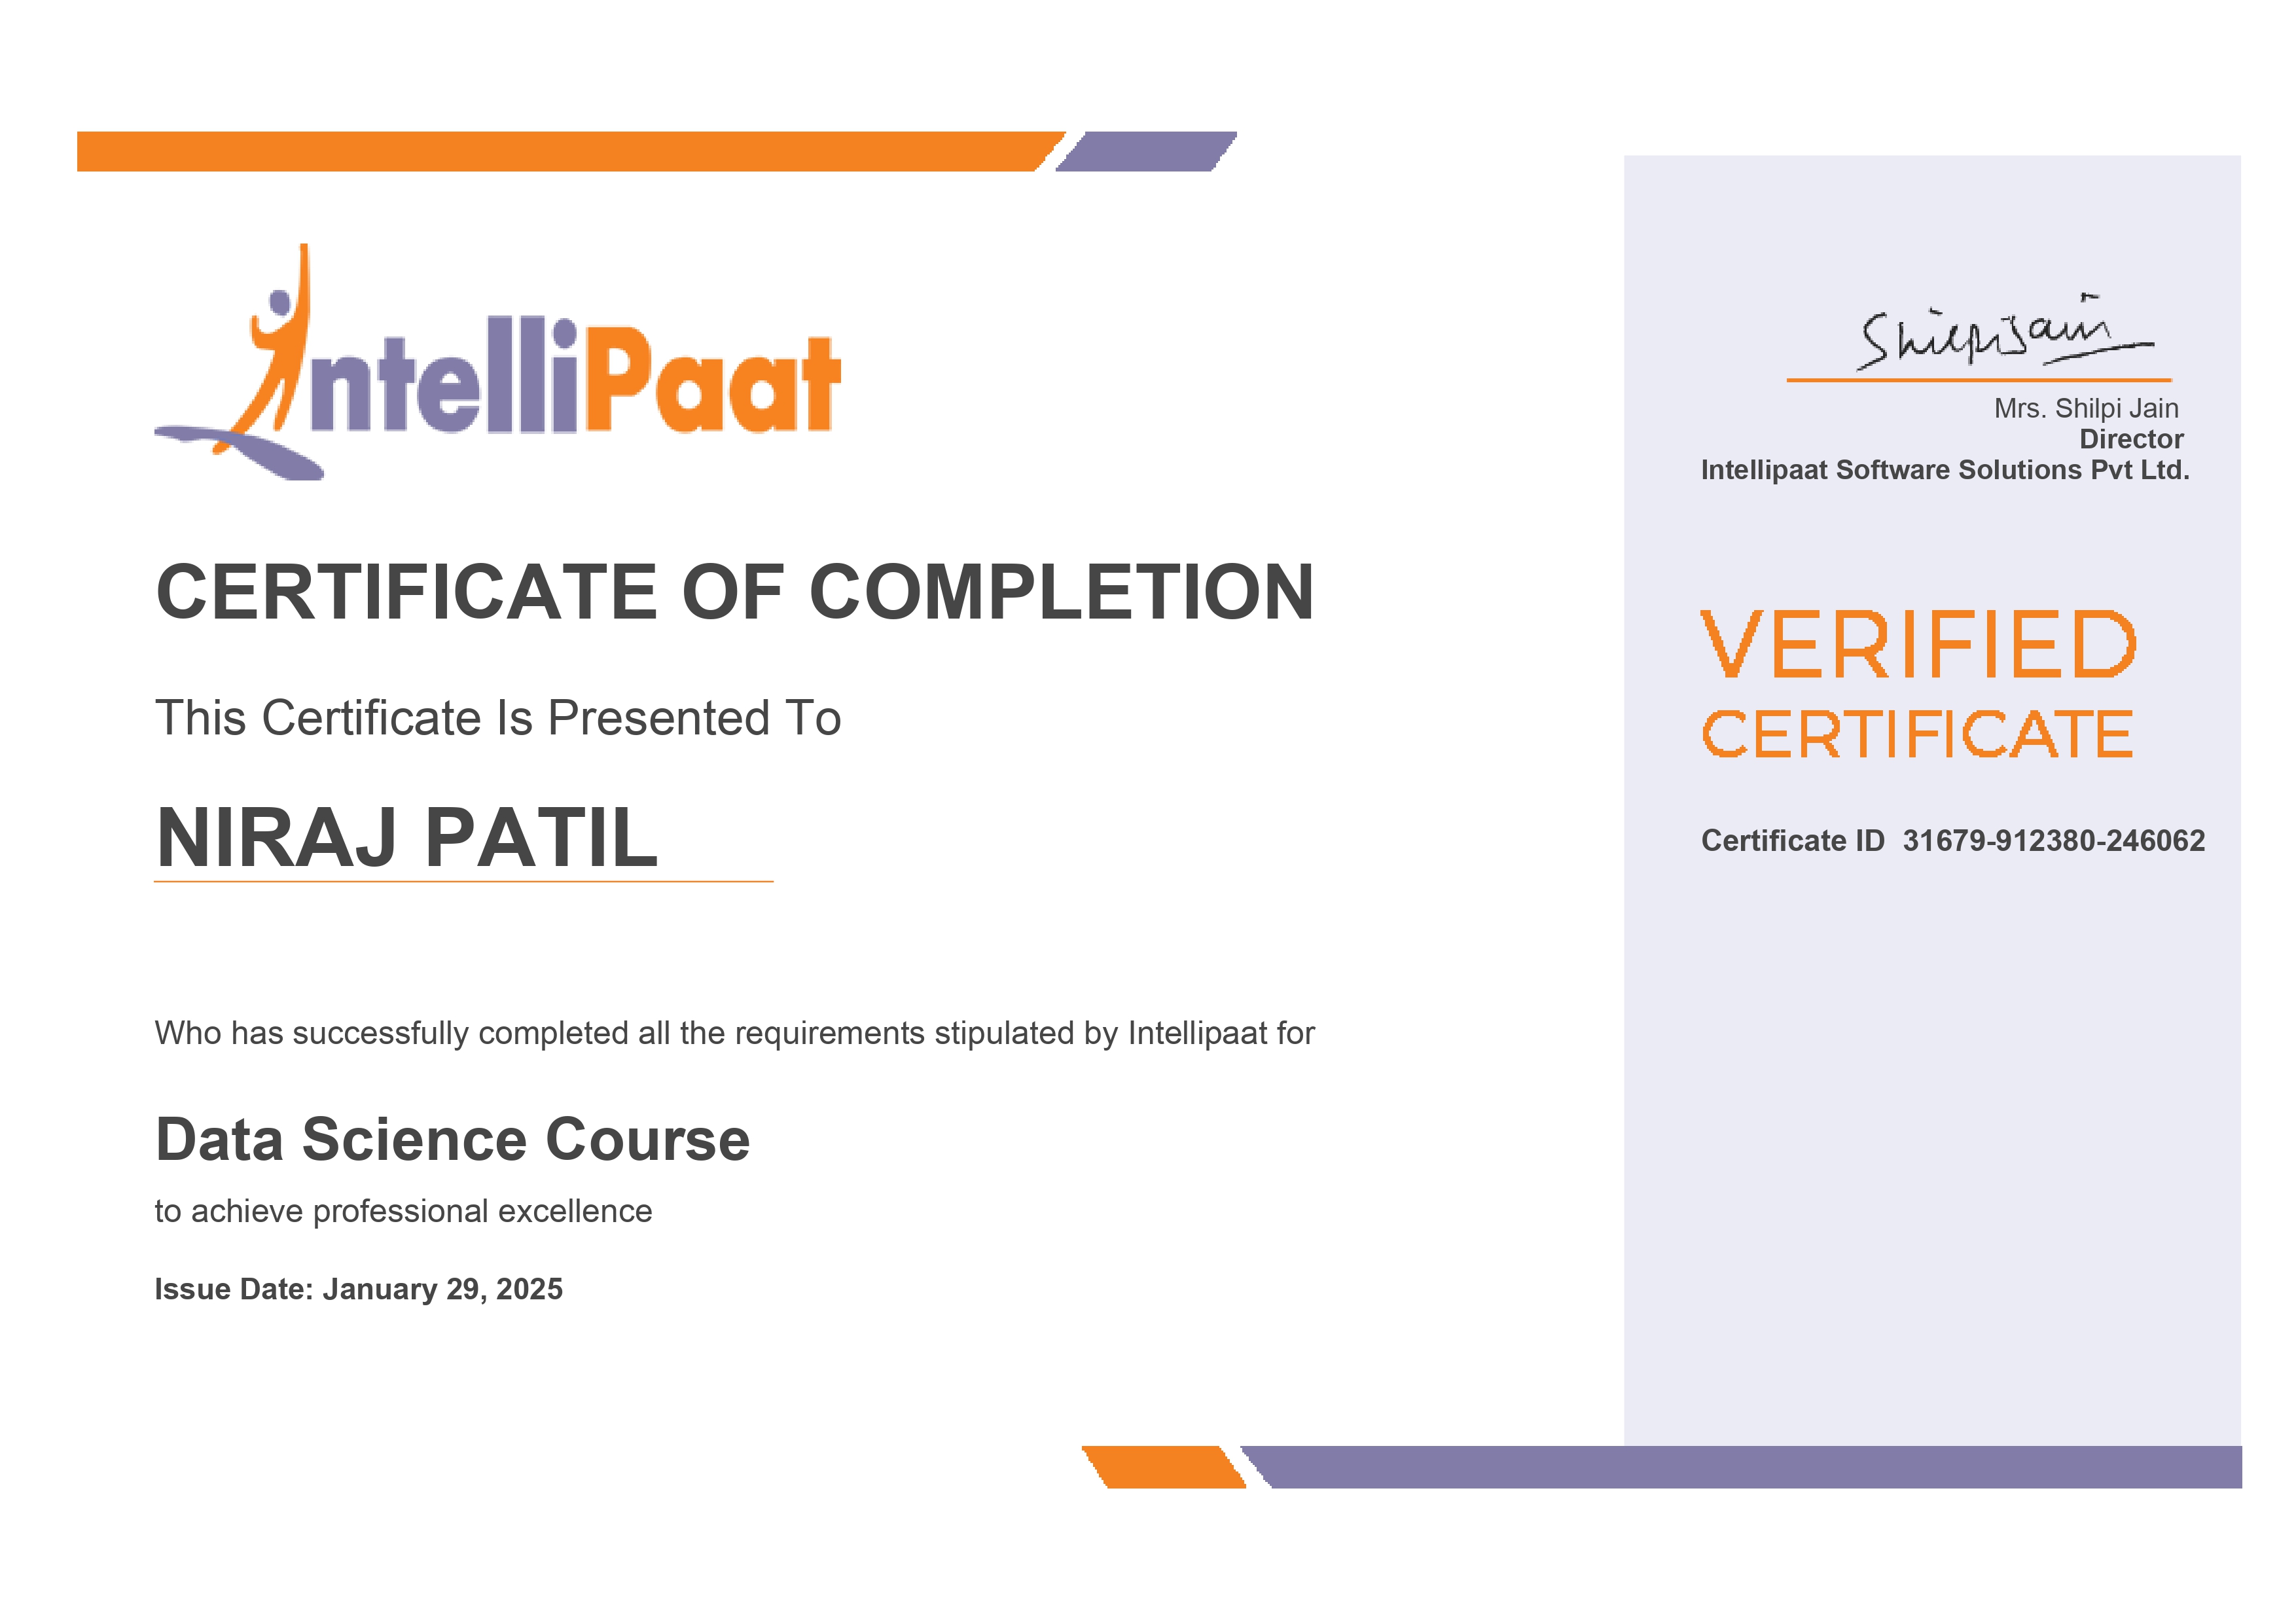 IntelliPaat
CERTIFICATE OF COMPLETION
This Certificate Is Presented To
NIRAJ PATIL
Who has successfully completed all the requirements stipulated by Intellipaat for
Data Science Course
to achieve professional excellence
Issue Date: January 29, 2025
Shilpi Jain
Mrs. Shilpi Jain
Director
Intellipaat Software Solutions Pvt Ltd.
VERIFIED
CERTIFICATE
Certificate ID 31679-912380-246062